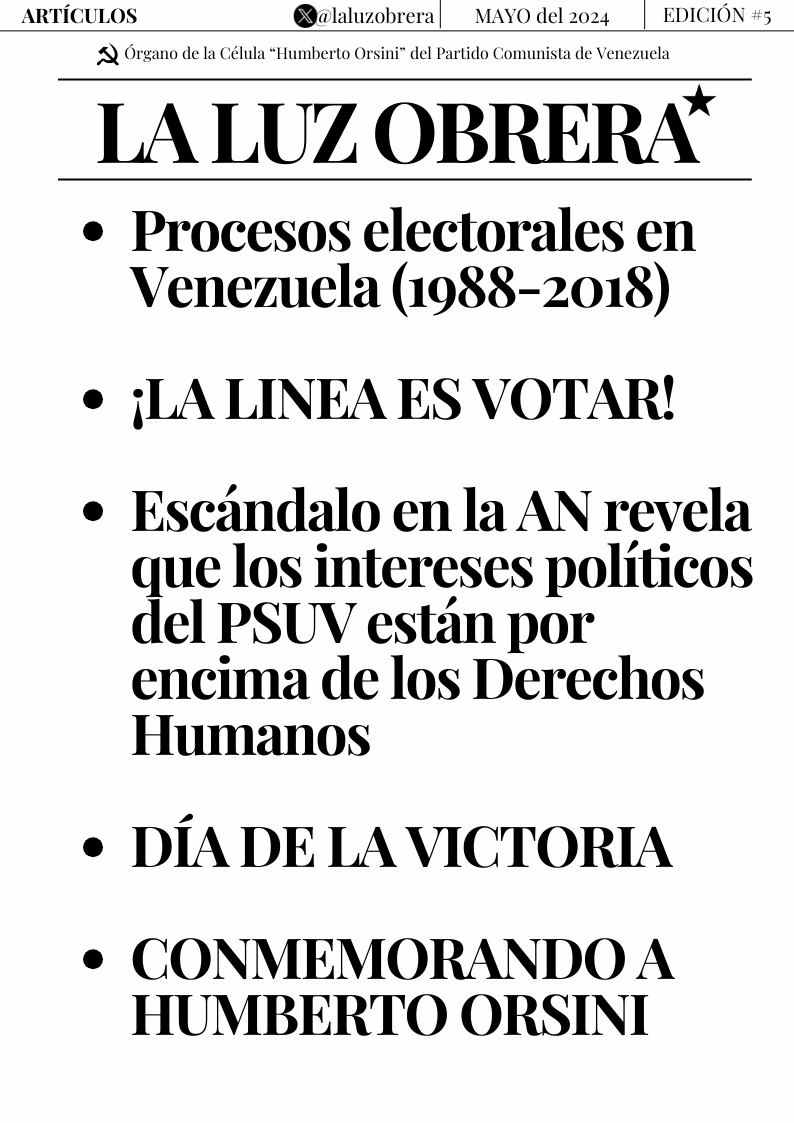 ARTÍCULOS
@laluzobrera
MAYO del 2024
EDICIÓN #5
Órgano de la Célula “Humberto Orsini” del Partido Comunista de Venezuela
LA LUZ OBRERA
• Procesos electorales en
Venezuela (1988-2018)
• ¡LA LINEA ES VOTAR!
• Escándalo en la AN revela
que los intereses políticos
del PSUV están por
encima de los Derechos
Humanos
• DÍA DE LA VICTORIA
• CONMEMORANDO A
HUMBERTO ORSINI